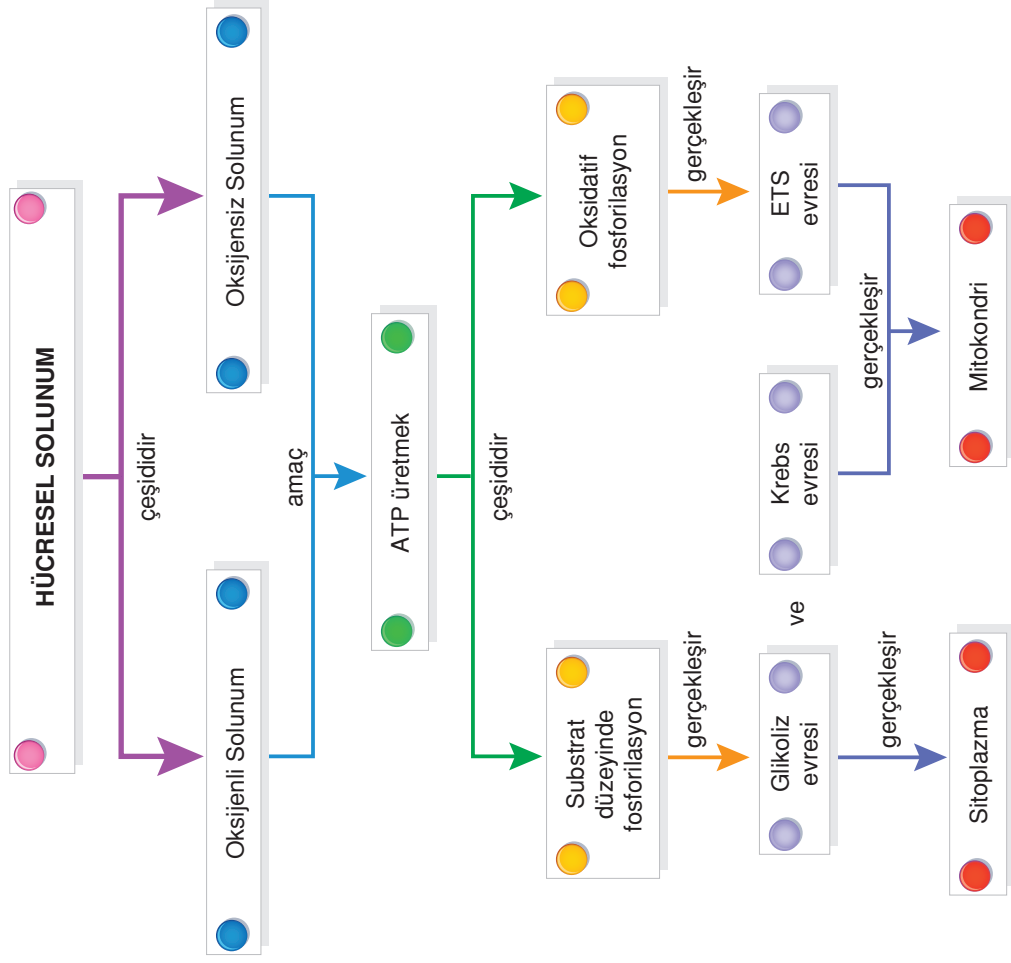 HÜCRESEL SOLUNUM
çeşididir
Oksijenli Solunum
Oksijensiz Solunum
amaç
ATP üretmek
çeşididir
Substrat
düzeyinde
fosforilasyon
Oksidatif
fosforilasyon
gerçekleşir
gerçekleşir
Glikoliz
evresi
ve
Krebs
evresi
ETS
evresi
gerçekleşir
gerçekleşir
Sitoplazma
Mitokondri